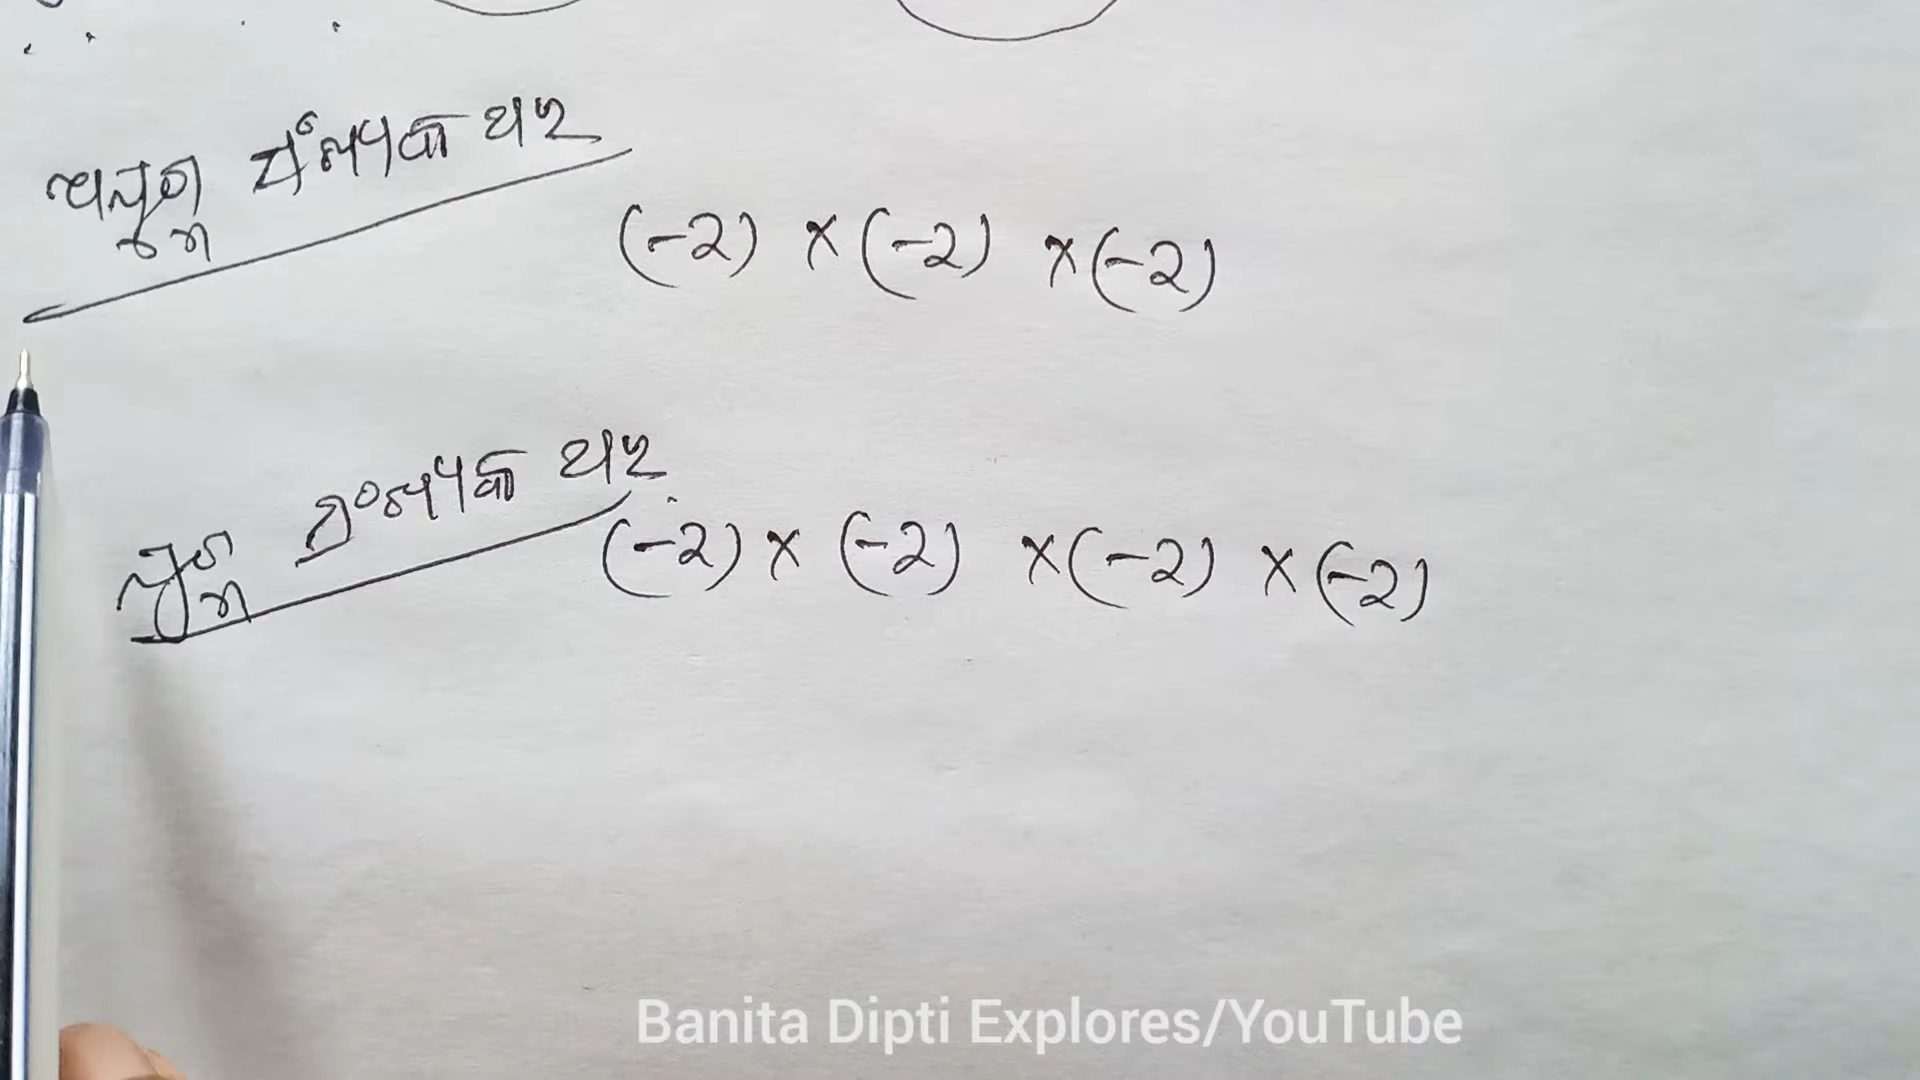 ଅଯୁଗ୍ମ ସଂଖ୍ୟକ ଥର
(-2) × (-2) × (-2)
ଯୁଗ୍ମ ସଂଖ୍ୟକ ଥର
(-2) × (-2) × (-2) × (-2)
Banita Dipti Explores/YouTube